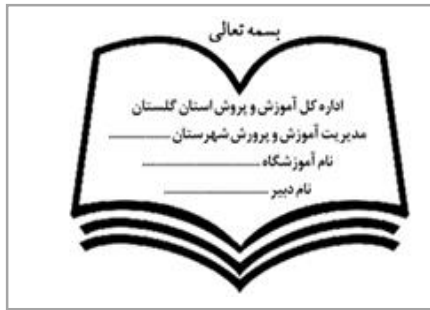 بسمه تعالی
اداره کل آموزش و پروش استان گلستان
مدیریت آموزش و پرورش شهرستان ..................
نام آموزشگاه ..................................
نام دبیر ......................................